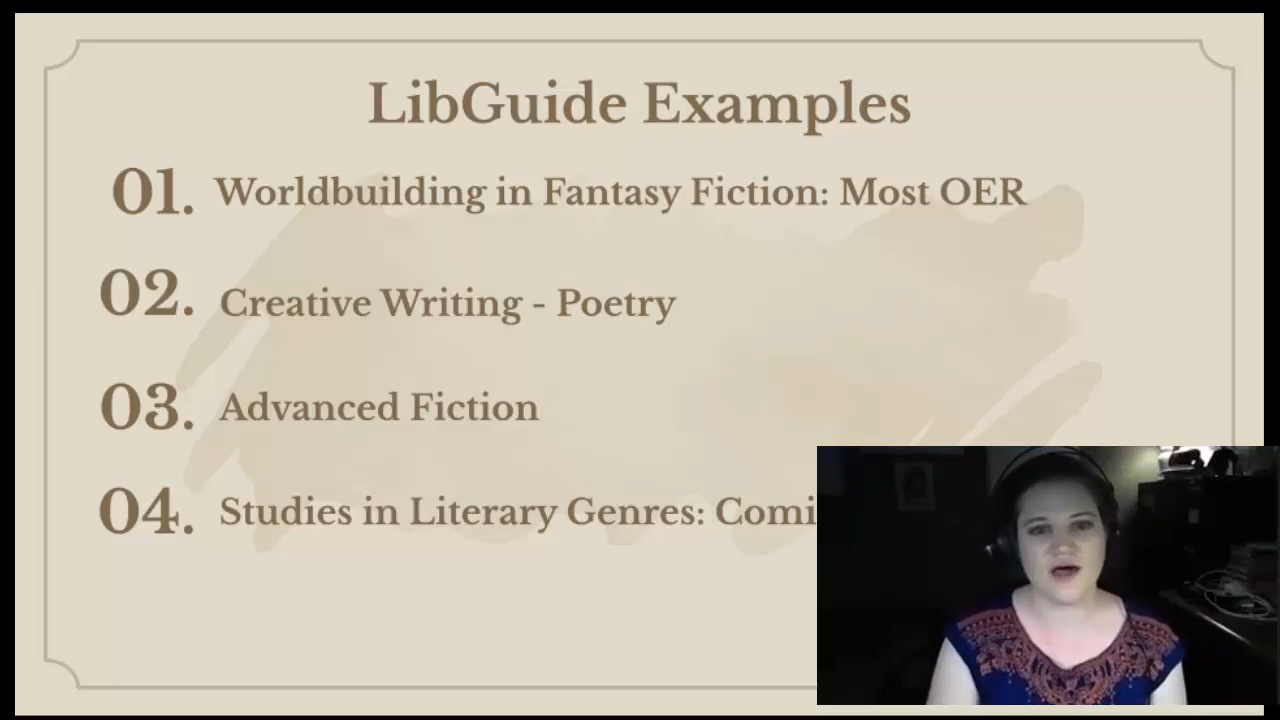 LibGuide Examples
01. Worldbuilding in Fantasy Fiction: Most OER
02. Creative Writing - Poetry
03. Advanced Fiction
04. Studies in Literary Genres: